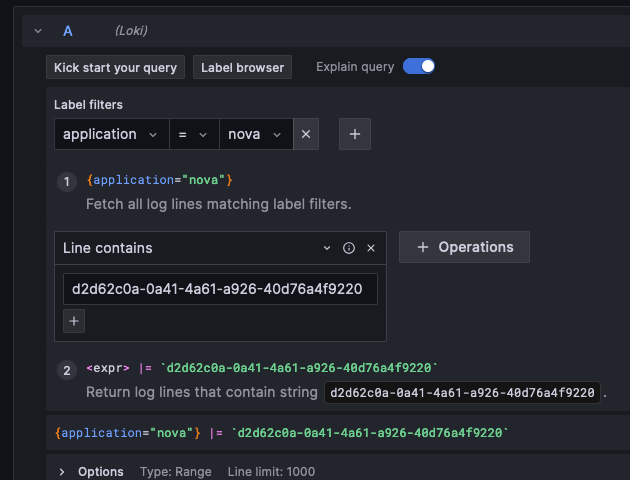 A (Loki)
Kick start your query Label browser Explain query
Label filters
application = nova
1 {application="nova"}
Fetch all log lines matching label filters.
Line contains
+ Operations
d2d62c0a-0a41-4a61-a926-40d76a4f9220
+
2 <expr> |= `d2d62c0a-0a41-4a61-a926-40d76a4f9220`
Return log lines that contain string d2d62c0a-0a41-4a61-a926-40d76a4f9220 .
{application="nova"} |= `d2d62c0a-0a41-4a61-a926-40d76a4f9220`
Options Type: Range Line limit: 1000